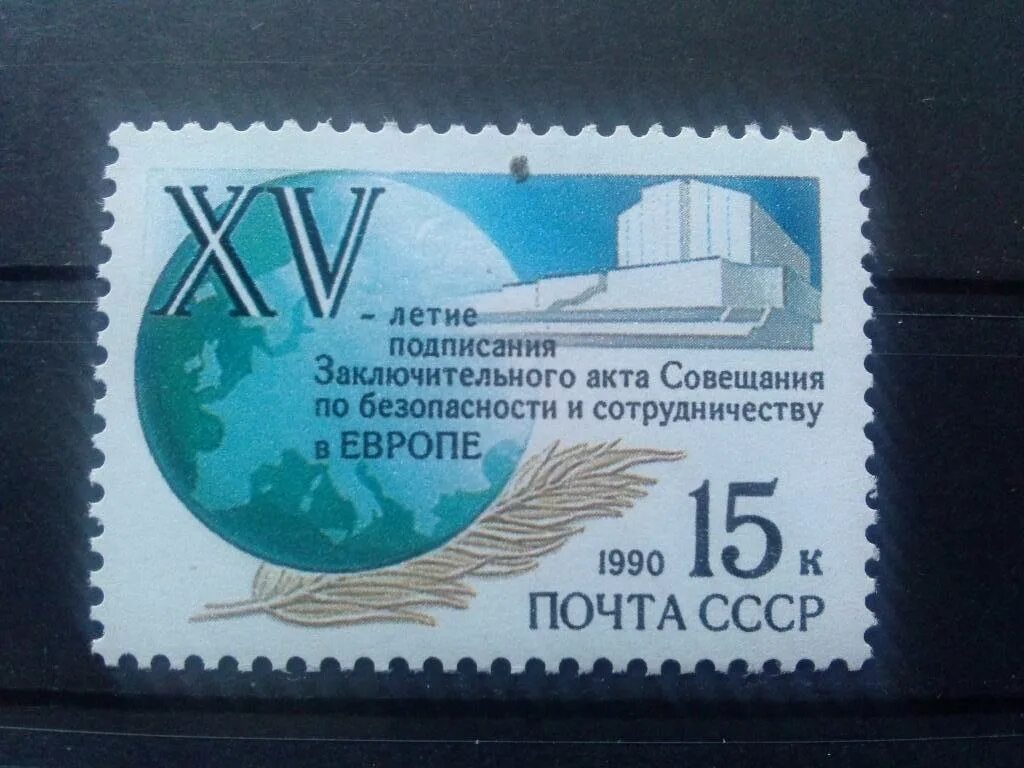 XV - летие
подписания
Заключительного акта Совещания
по безопасности и сотрудничеству
в ЕВРОПЕ
1990 15 к
ПОЧТА СССР